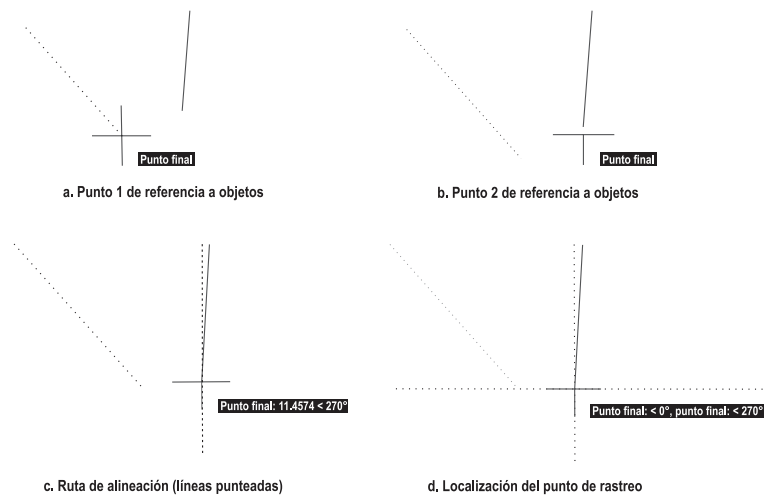 Punto final
a. Punto 1 de referencia a objetos
Punto final
b. Punto 2 de referencia a objetos
Punto final: 11.4574 < 270°
c. Ruta de alineación (líneas punteadas)
Punto final: < 0°, punto final: < 270°
d. Localización del punto de rastreo